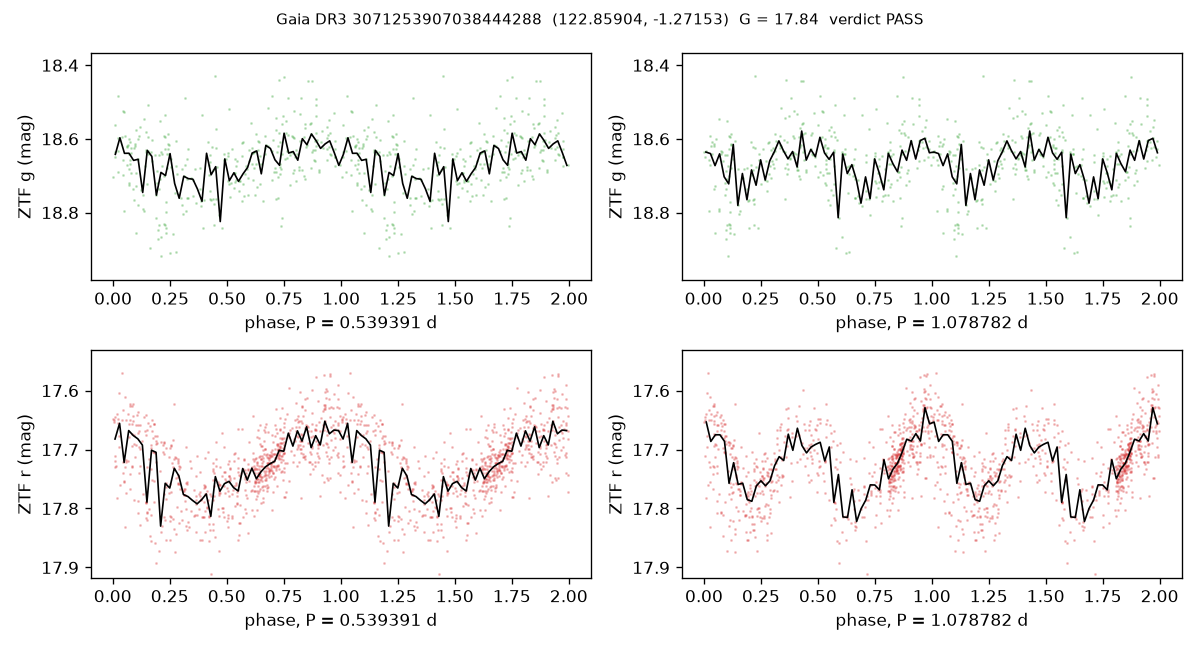 Gaia DR3 3071253907038444288  (122.85904, -1.27153)  G = 17.84  verdict PASS
18.4
18.6
18.8
ZTF g (mag)
0.00 0.25 0.50 0.75 1.00 1.25 1.50 1.75 2.00
phase, P = 0.539391 d
18.4
18.6
18.8
ZTF g (mag)
0.00 0.25 0.50 0.75 1.00 1.25 1.50 1.75 2.00
phase, P = 1.078782 d
17.6
17.7
17.8
17.9
ZTF r (mag)
0.00 0.25 0.50 0.75 1.00 1.25 1.50 1.75 2.00
phase, P = 0.539391 d
17.6
17.7
17.8
17.9
ZTF r (mag)
0.00 0.25 0.50 0.75 1.00 1.25 1.50 1.75 2.00
phase, P = 1.078782 d